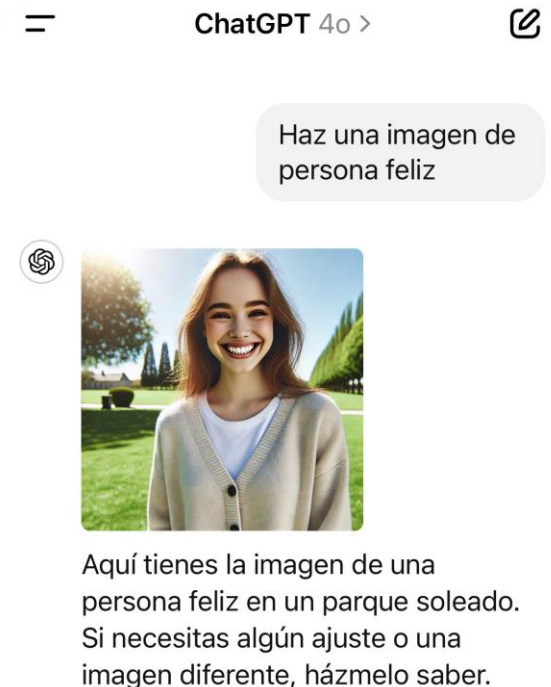 ChatGPT 4o >
Haz una imagen de
persona feliz
Aquí tienes la imagen de una
persona feliz en un parque soleado.
Si necesitas algún ajuste o una
imagen diferente, házmelo saber.